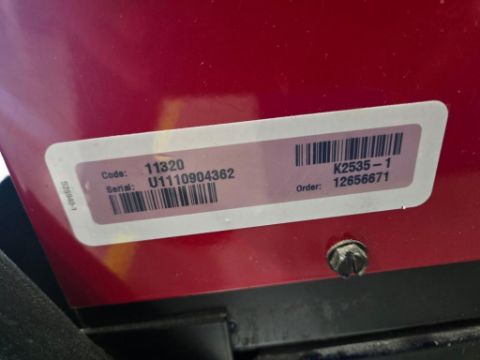 Code: 11320
Serial: U1110904362
K2535-1
Order: 12656671